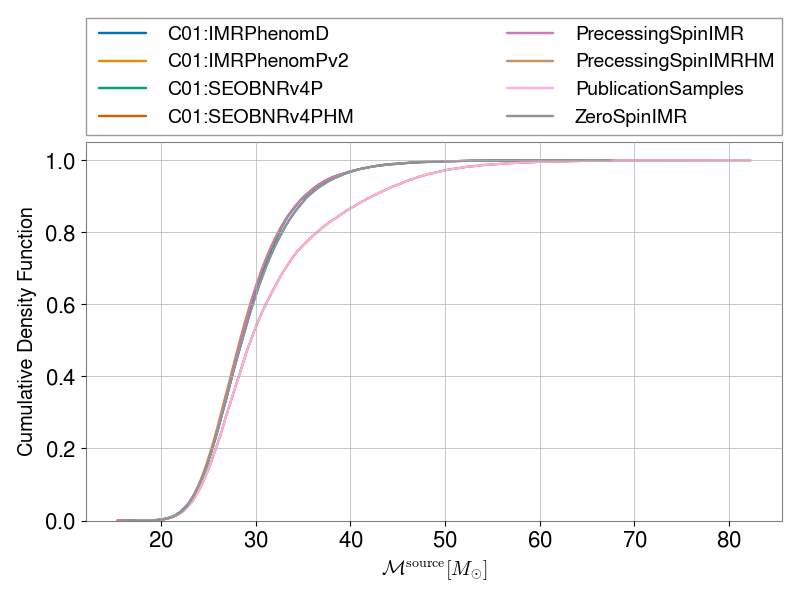 C01:IMRPhenomD
C01:IMRPhenomPv2
C01:SEOBNRv4P
C01:SEOBNRv4PHM
PrecessingSpinIMR
PrecessingSpinIMRHM
PublicationSamples
ZeroSpinIMR
Cumulative Density Function
1.0
0.8
0.6
0.4
0.2
0.0
20 30 40 50 60 70 80
ℳ^source [M_⊙]